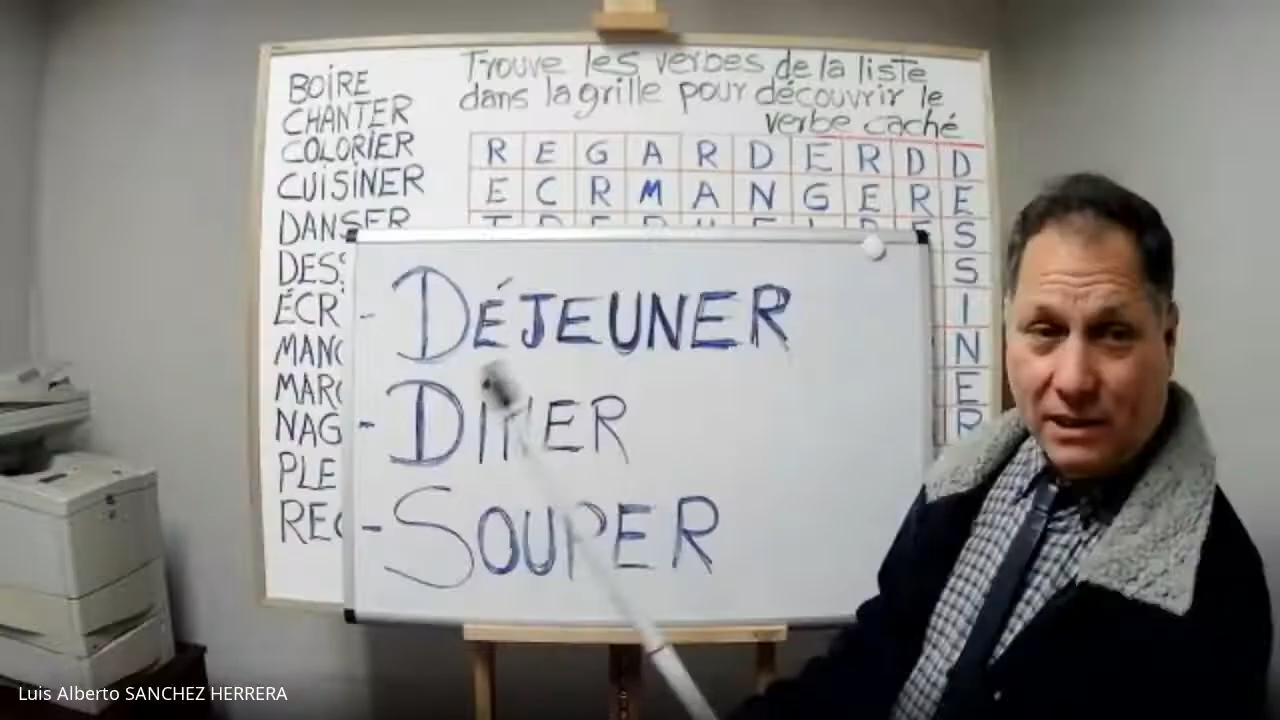 BOIRE
CHANTER
COLORIER
CUISINER
DANSER
Trouve les verbes de la liste
dans la grille pour découvrir le
verbe caché
R E G A R D E R D D
E C R M A N G E R E
S
S
I
N
E
R
- DÉJEUNER
- DINER
- SOUPER
Luis Alberto SANCHEZ HERRERA